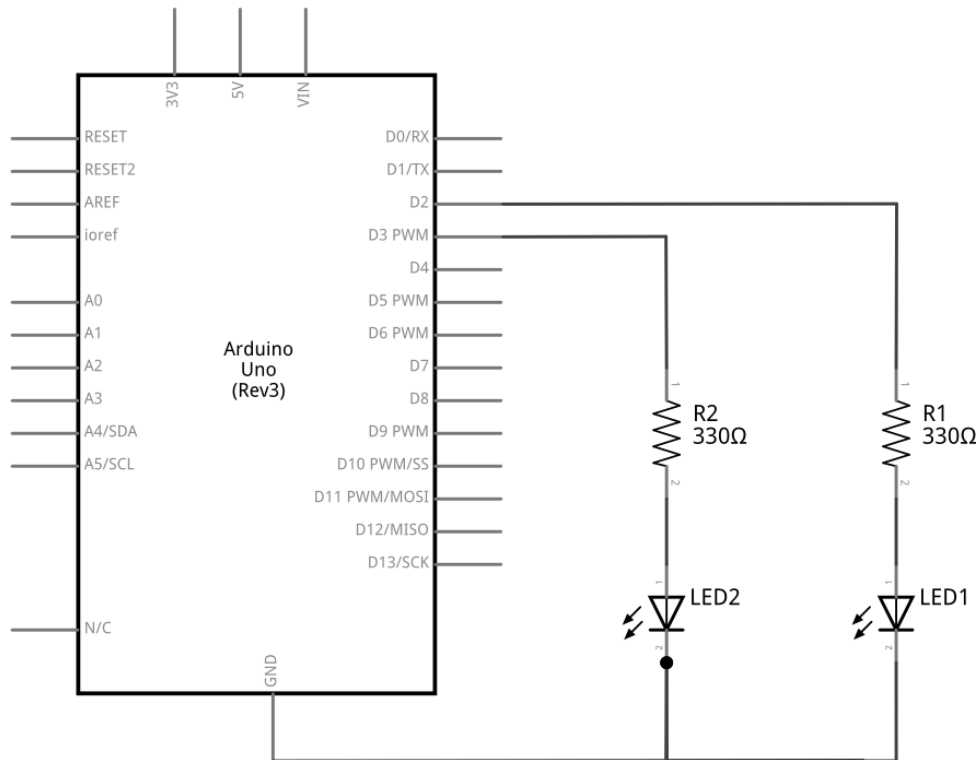 3V3
5V
VIN
RESET
RESET2
AREF
ioref
A0
A1
A2
A3
A4/SDA
A5/SCL
N/C
GND
Arduino
Uno
(Rev3)
D0/RX
D1/TX
D2
D3 PWM
D4
D5 PWM
D6 PWM
D7
D8
D9 PWM
D10 PWM/SS
D11 PWM/MOSI
D12/MISO
D13/SCK
1
R2
330Ω
2
1
LED2
2
1
R1
330Ω
2
1
LED1
2